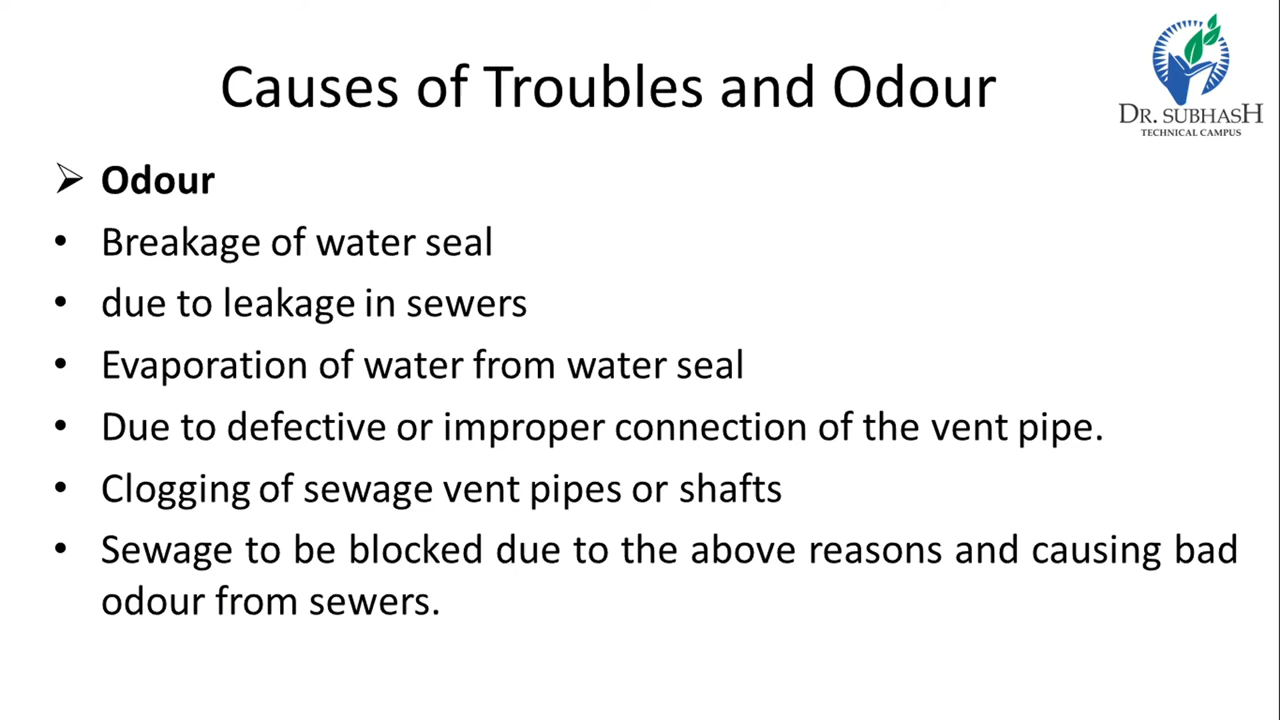 Causes of Troubles and Odour
DR. SUBHASH
TECHNICAL CAMPUS
➢ Odour
• Breakage of water seal
• due to leakage in sewers
• Evaporation of water from water seal
• Due to defective or improper connection of the vent pipe.
• Clogging of sewage vent pipes or shafts
• Sewage to be blocked due to the above reasons and causing bad
odour from sewers.